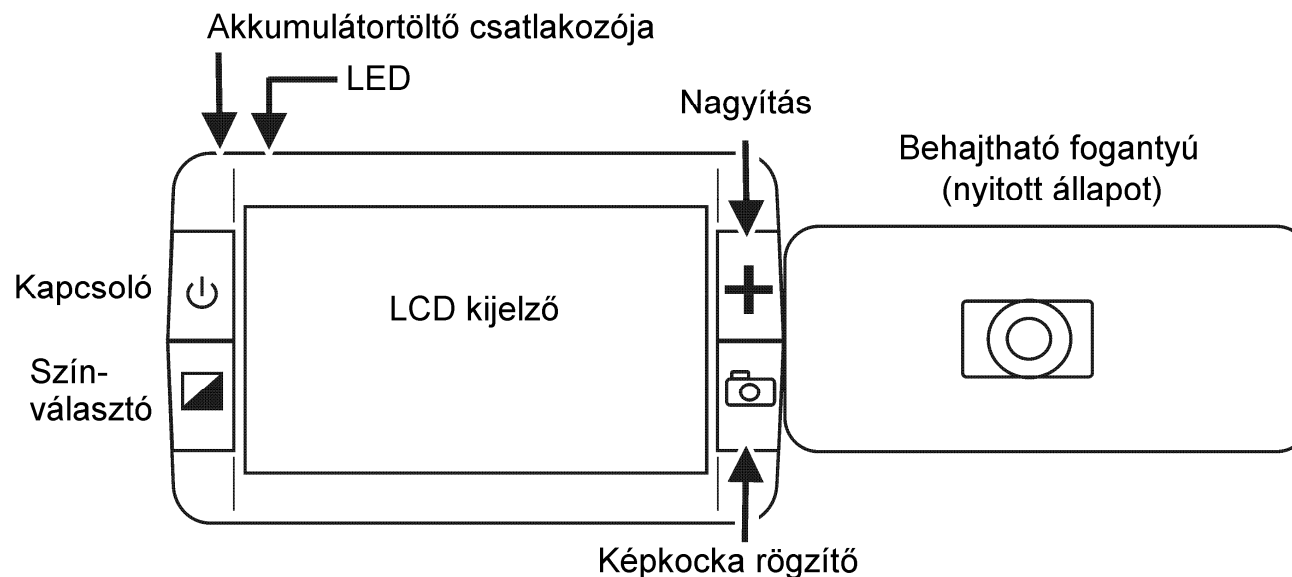 Akkumulátortöltő csatlakozója
LED
Nagyítás
Behajtható fogantyú
(nyitott állapot)
Kapcsoló
LCD kijelző
Szín-
választó
Képkocka rögzítő